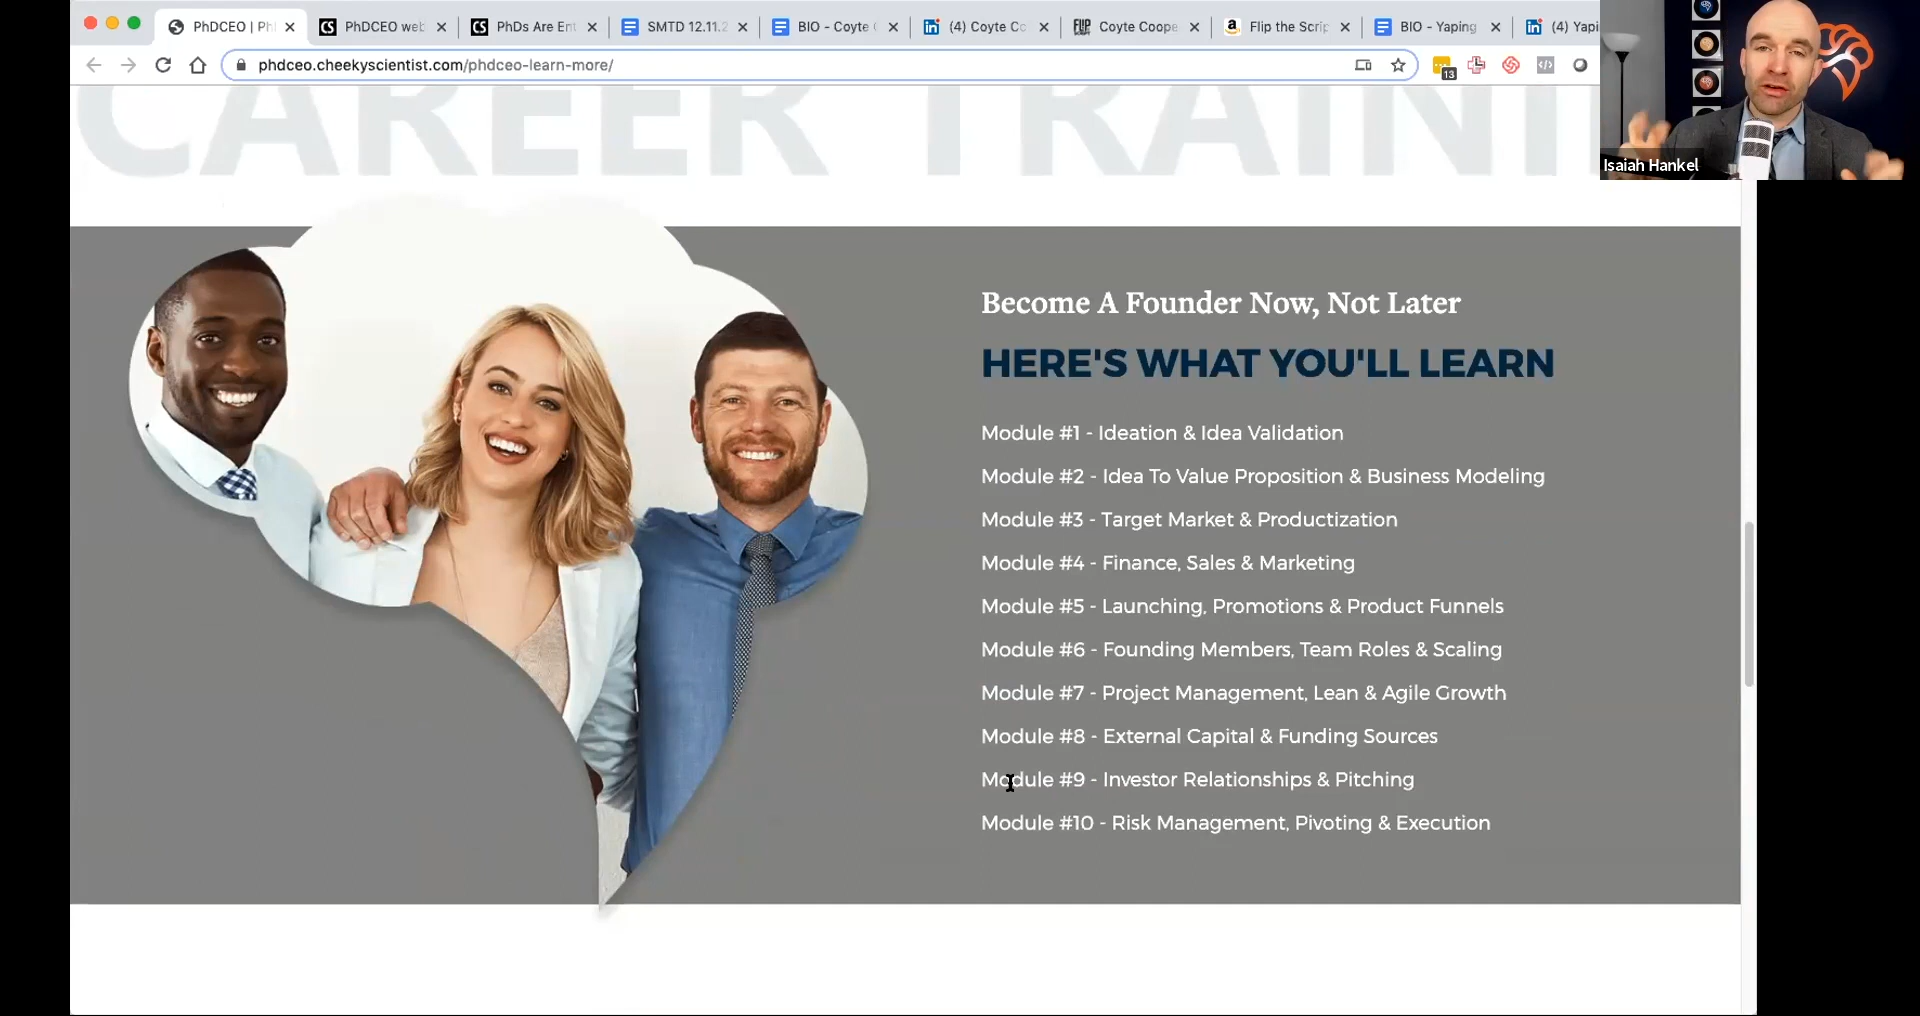 PhDCEO | Ph
PhDCEO web
PhDs Are Ent
SMTD 12.11.2
BIO - Coyte C
(4) Coyte Co
FLIP Coyte Coope
Flip the Scrip
BIO - Yaping
(4) Yapi
phdceo.cheekyscientist.com/phdceo-learn-more/
13
Isaiah Hankel
CAREER TRAINI
Become A Founder Now, Not Later
HERE'S WHAT YOU'LL LEARN
Module #1 - Ideation & Idea Validation
Module #2 - Idea To Value Proposition & Business Modeling
Module #3 - Target Market & Productization
Module #4 - Finance, Sales & Marketing
Module #5 - Launching, Promotions & Product Funnels
Module #6 - Founding Members, Team Roles & Scaling
Module #7 - Project Management, Lean & Agile Growth
Module #8 - External Capital & Funding Sources
Module #9 - Investor Relationships & Pitching
Module #10 - Risk Management, Pivoting & Execution